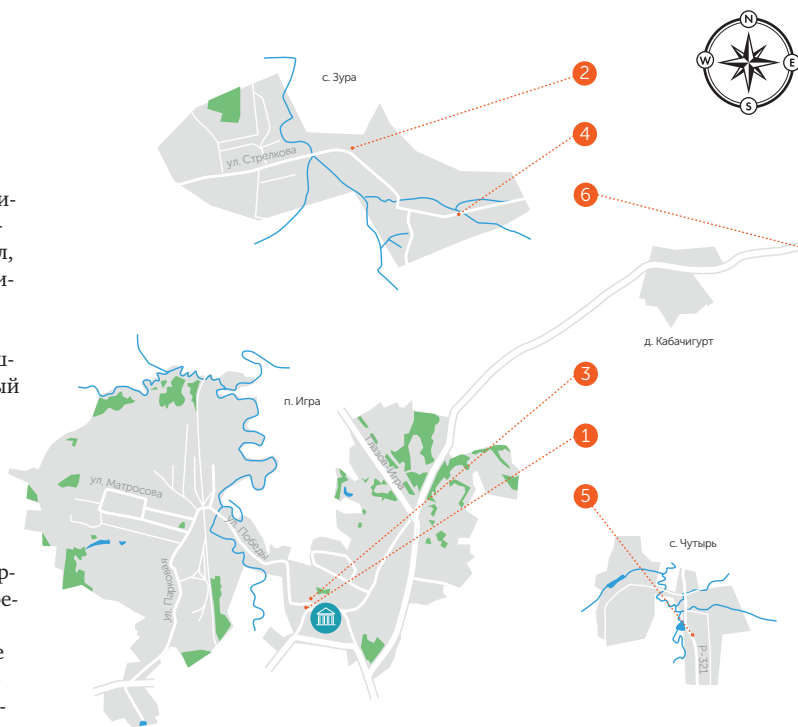 N
W
E
S
с. Зура
2
ул. Стрелкова
4
6
и-
-
л,
и-
д. Кабачигурт
ш-
ый
3
п. Игра
1
Глазов-Игра
ул. Матросова
5
ул. Победы
с. Чутырь
ул. Парковая
р-
е-
е
-
-
Р-321